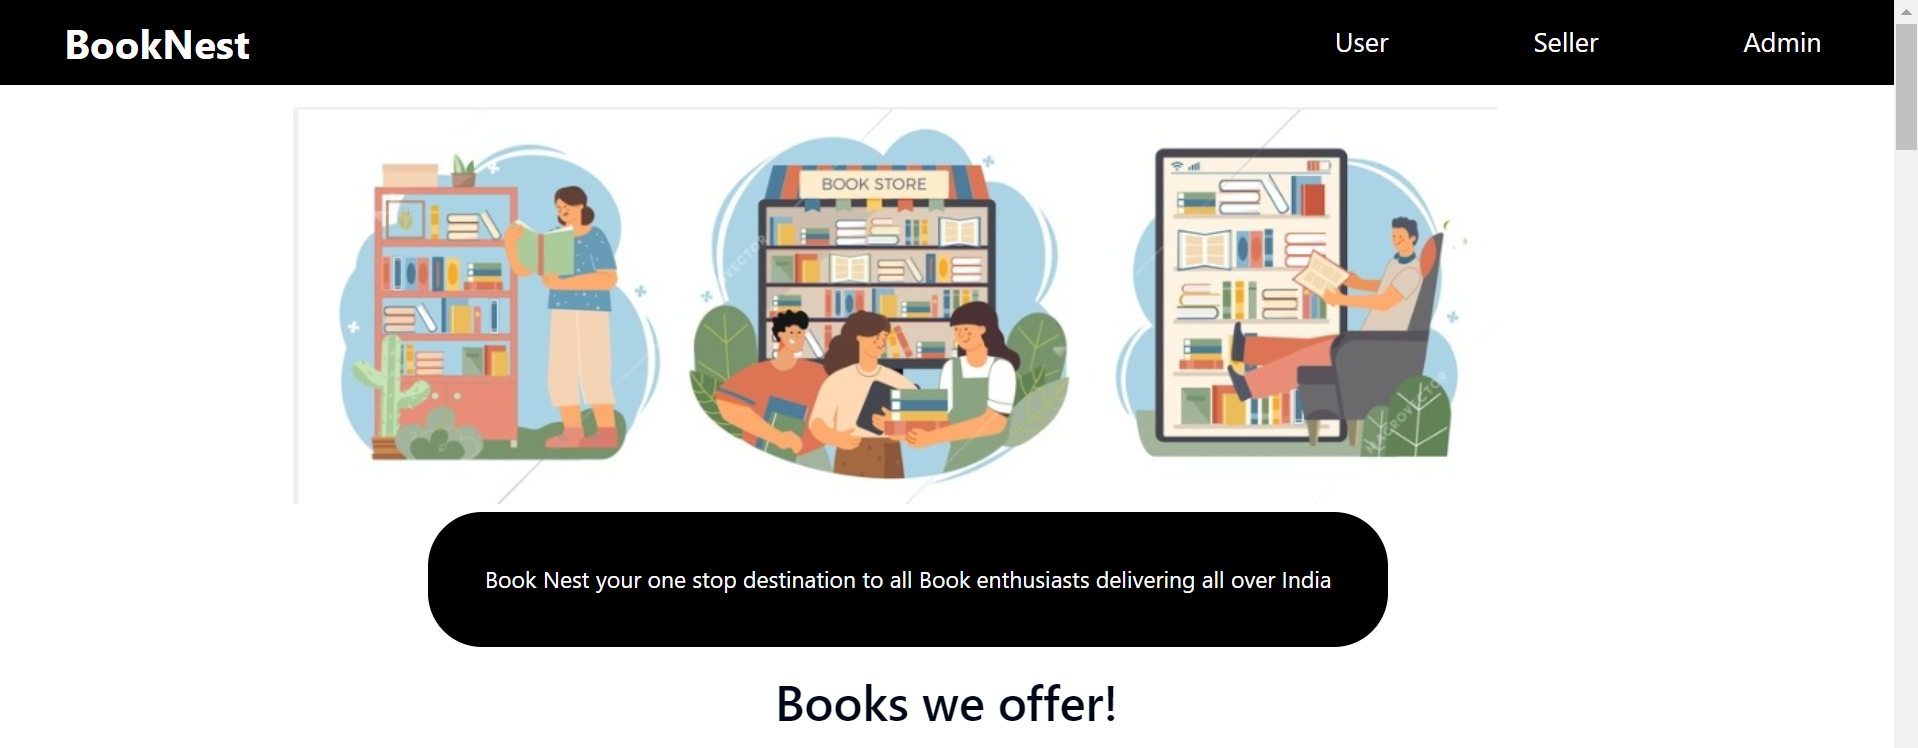 BookNest
User
Seller
Admin
BOOK STORE
MACROVECTOR
Book Nest your one stop destination to all Book enthusiasts delivering all over India
Books we offer!